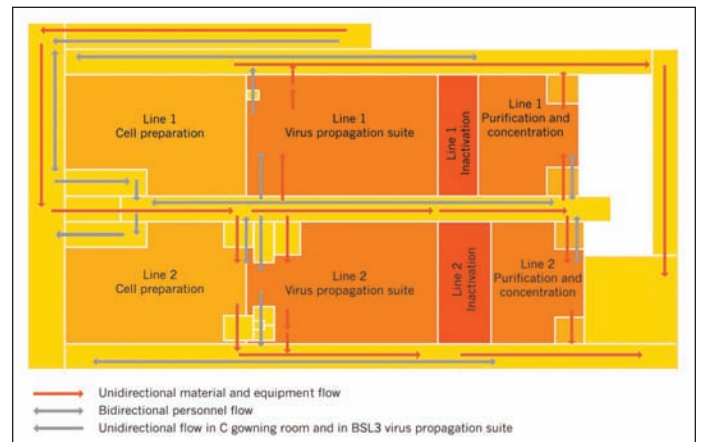 Line 1
Cell preparation
Line 1
Virus propagation suite
Line 1
Inactivation
Line 1
Purification and
concentration
Line 2
Cell preparation
Line 2
Virus propagation suite
Line 2
Inactivation
Line 2
Purification and
concentration
Unidirectional material and equipment flow
Bidirectional personnel flow
Unidirectional flow in C gowning room and in BSL3 virus propagation suite